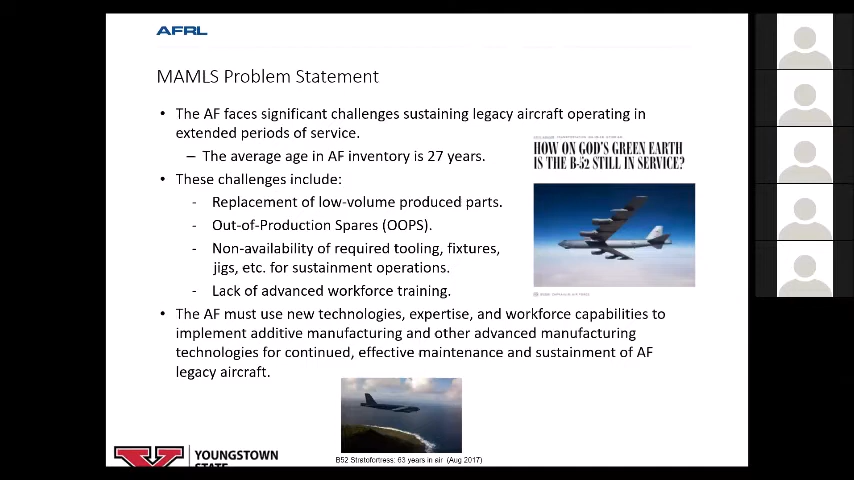 AFRL
MAMLS Problem Statement
• The AF faces significant challenges sustaining legacy aircraft operating in
extended periods of service.
– The average age in AF inventory is 27 years.
• These challenges include:
- Replacement of low-volume produced parts.
- Out-of-Production Spares (OOPS).
- Non-availability of required tooling, fixtures,
jigs, etc. for sustainment operations.
- Lack of advanced workforce training.
HOW ON GOD'S GREEN EARTH
IS THE B-52 STILL IN SERVICE?
• The AF must use new technologies, expertise, and workforce capabilities to
implement additive manufacturing and other advanced manufacturing
technologies for continued, effective maintenance and sustainment of AF
legacy aircraft.
B52 Stratofortress: 63 years in air (Aug 2017)
Y
YOUNGSTOWN
STATE